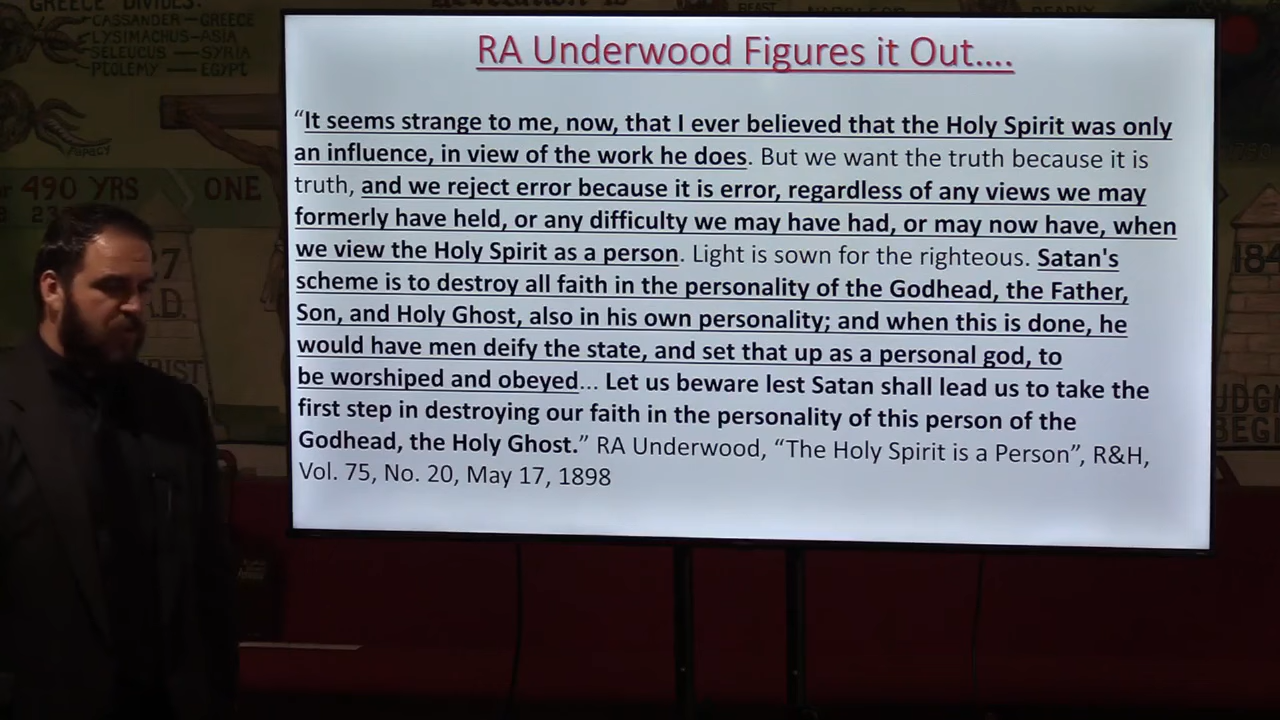 GREECE DIVIDES:
CASSANDER - GREECE
LYSIMACHUS - ASIA
SELEUCUS - SYRIA
PTOLEMY - EGYPT
PAPACY
490 YRS
ONE
RA Underwood Figures it Out....
“It seems strange to me, now, that I ever believed that the Holy Spirit was only
an influence, in view of the work he does. But we want the truth because it is
truth, and we reject error because it is error, regardless of any views we may
formerly have held, or any difficulty we may have had, or may now have, when
we view the Holy Spirit as a person. Light is sown for the righteous. Satan's
scheme is to destroy all faith in the personality of the Godhead, the Father,
Son, and Holy Ghost, also in his own personality; and when this is done, he
would have men deify the state, and set that up as a personal god, to
be worshiped and obeyed... Let us beware lest Satan shall lead us to take the
first step in destroying our faith in the personality of this person of the
Godhead, the Holy Ghost.” RA Underwood, “The Holy Spirit is a Person”, R&H,
Vol. 75, No. 20, May 17, 1898